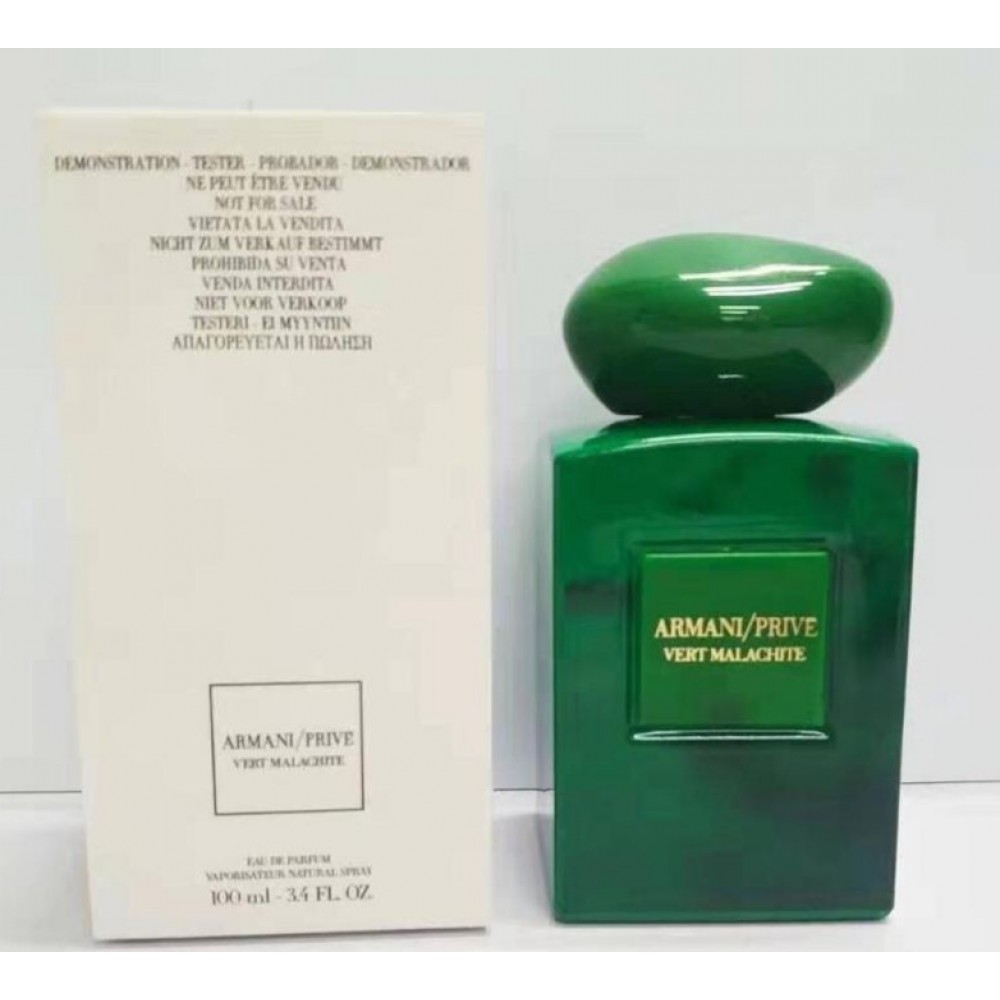 DEMONSTRATION - TESTER - PROBADOR - DEMONSTRADOR
NE PEUT ÊTRE VENDU
NOT FOR SALE
VIETATA LA VENDITA
NICHT ZUM VERKAUF BESTIMMT
PROHIBIDA SU VENTA
VENDA INTERDITA
NIET VOOR VERKOOP
TESTERI - EI MYYNTIIN
ΑΠΑΓΟΡΕΥΕΤΑΙ Η ΠΩΛΗΣΗ
ARMANI/PRIVE
VERT MALACHITE
EAU DE PARFUM
VAPORISATEUR NATURAL SPRAY
100 ml - 3.4 FL. OZ.
ARMANI/PRIVE
VERT MALACHITE